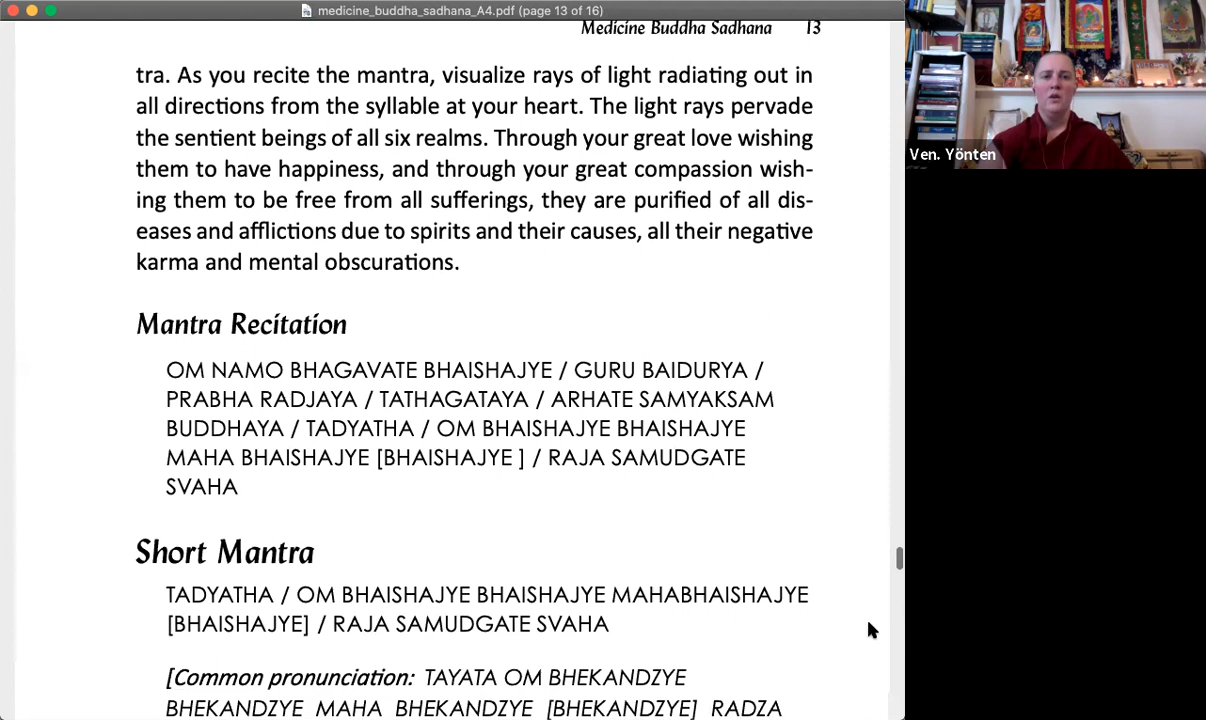 medicine_buddha_sadhana_A4.pdf (page 13 of 16)
Medicine Buddha Sadhana 13
tra. As you recite the mantra, visualize rays of light radiating out in
all directions from the syllable at your heart. The light rays pervade
the sentient beings of all six realms. Through your great love wishing
them to have happiness, and through your great compassion wish-
ing them to be free from all sufferings, they are purified of all dis-
eases and afflictions due to spirits and their causes, all their negative
karma and mental obscurations.
Mantra Recitation
OM NAMO BHAGAVATE BHAISHAJYE / GURU BAIDURYA /
PRABHA RADJAYA / TATHAGATAYA / ARHATE SAMYAKSAM
BUDDHAYA / TADYATHA / OM BHAISHAJYE BHAISHAJYE
MAHA BHAISHAJYE [BHAISHAJYE ] / RAJA SAMUDGATE
SVAHA
Short Mantra
TADYATHA / OM BHAISHAJYE BHAISHAJYE MAHABHAISHAJYE
[BHAISHAJYE] / RAJA SAMUDGATE SVAHA
[Common pronunciation: TAYATA OM BHEKANDZYE
BHEKANDZYE MAHA BHEKANDZYE [BHEKANDZYE] RADZA
Ven. Yönten